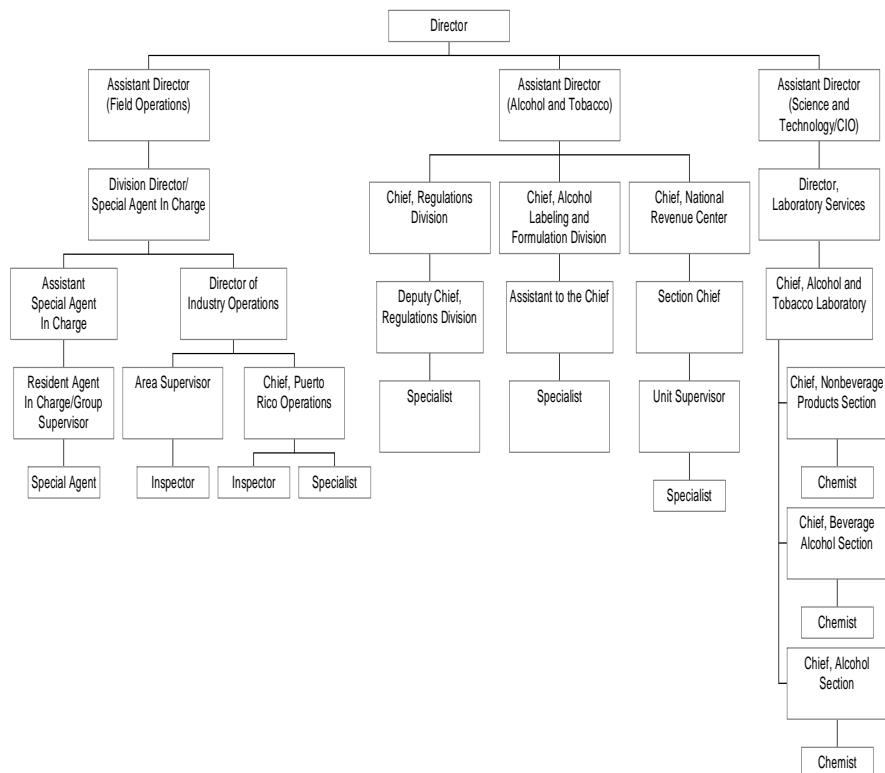 Director
Assistant Director
(Field Operations)
Assistant Director
(Alcohol and Tobacco)
Assistant Director
(Science and
Technology/CIO)
Division Director/
Special Agent In Charge
Chief, Regulations
Division
Chief, Alcohol
Labeling and
Formulation Division
Chief, National
Revenue Center
Director,
Laboratory Services
Assistant
Special Agent
In Charge
Director of
Industry Operations
Deputy Chief,
Regulations Division
Assistant to the Chief
Section Chief
Chief, Alcohol and
Tobacco Laboratory
Resident Agent
In Charge/Group
Supervisor
Area Supervisor
Chief, Puerto
Rico Operations
Specialist
Specialist
Unit Supervisor
Chief, Nonbeverage
Products Section
Special Agent
Inspector
Inspector
Specialist
Specialist
Chemist
Chief, Beverage
Alcohol Section
Chemist
Chief, Alcohol
Section
Chemist